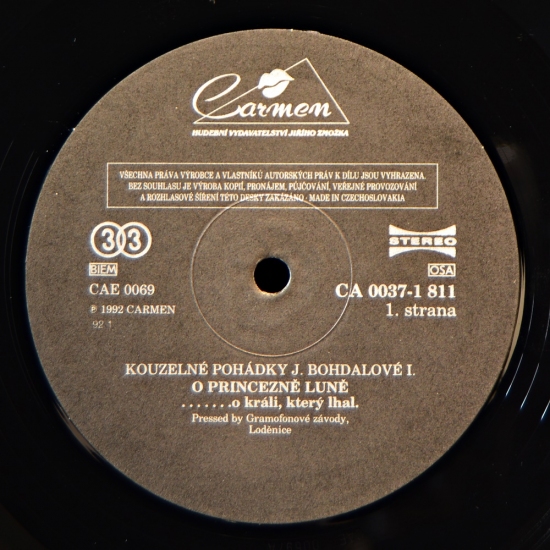 Carmen
HUDEBNÍ VYDAVATELSTVÍ JIŘÍHO ZMOŽKA
VŠECHNA PRÁVA VÝROBCE A VLASTNÍKŮ AUTORSKÝCH PRÁV K DÍLU JSOU VYHRAZENA.
BEZ SOUHLASU JE VÝROBA KOPIÍ, PRONÁJEM, PŮJČOVÁNÍ, VEŘEJNÉ PROVOZOVÁNÍ
A ROZHLASOVÉ ŠÍŘENÍ TÉTO DESKY ZAKÁZÁNO · MADE IN CZECHOSLOVAKIA
33
STEREO
BIEM
OSA
CAE 0069
CA 0037-1 811
℗ 1992 CARMEN
1. strana
92 1
KOUZELNÉ POHÁDKY J. BOHDALOVÉ I.
O PRINCEZNĚ LUNĚ
.......o králi, který lhal.
Pressed by Gramofonové závody,
Loděnice